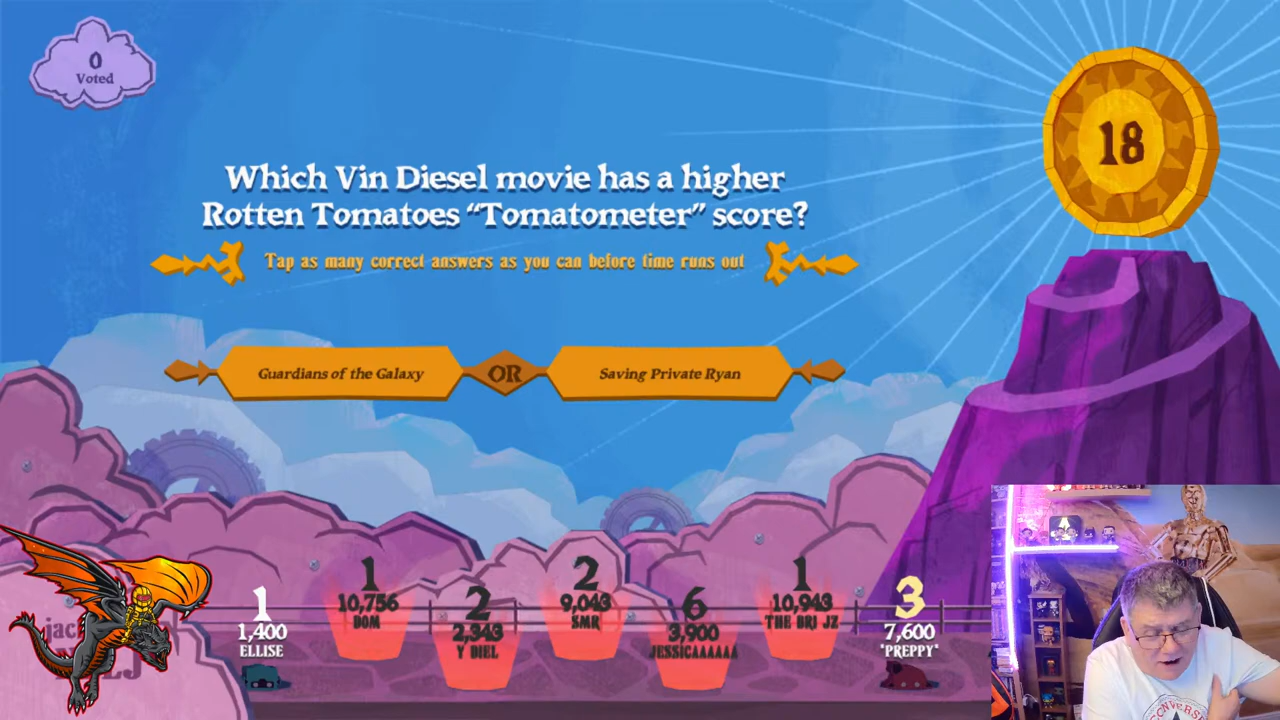 0
Voted
18
Which Vin Diesel movie has a higher
Rotten Tomatoes “Tomatometer” score?
Tap as many correct answers as you can before time runs out
Guardians of the Galaxy
OR
Saving Private Ryan
1
1,400
ELLISE
1
10,756
DOM
2
2,343
Y DIEL
2
9,043
SMR
6
3,900
JESSICAAAAAA
1
10,943
THE BRI JZ
3
7,600
"PREPPY"